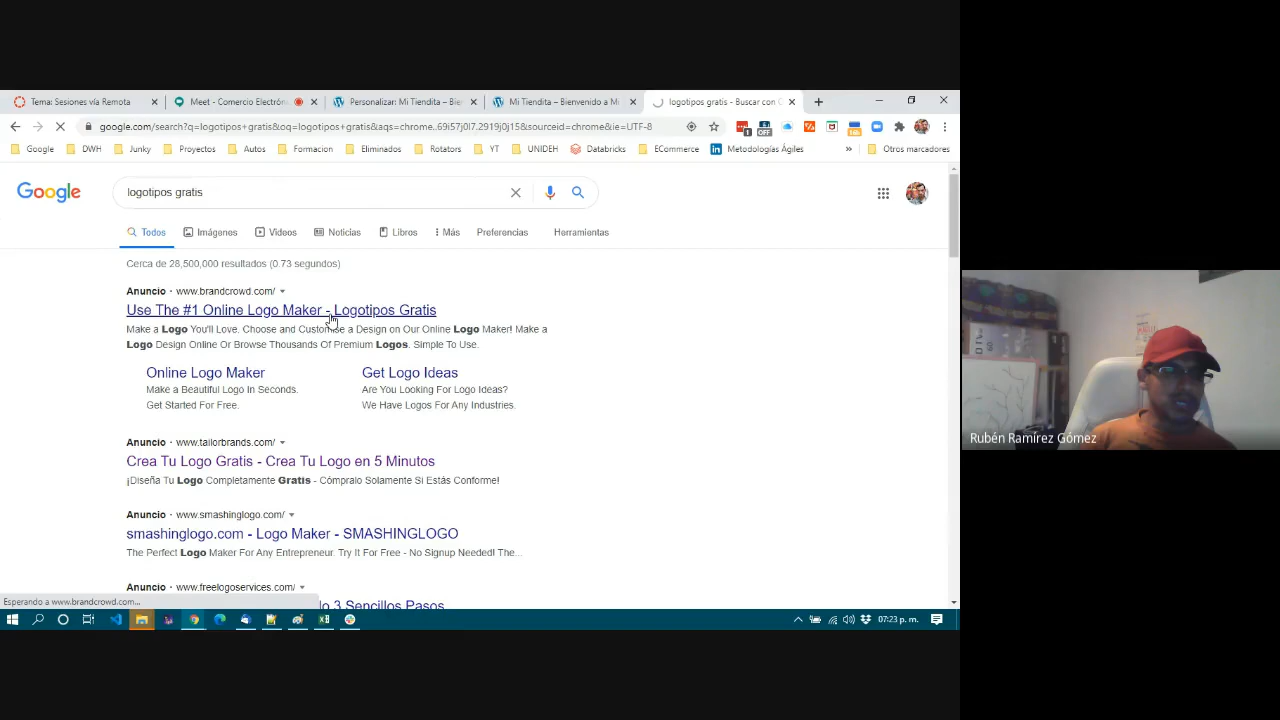 Tema: Sesiones vía Remota
Meet - Comercio Electróni
Personalizar: Mi Tiendita – Bie
Mi Tiendita – Bienvenido a Mi
logotipos gratis - Buscar con G
google.com/search?q=logotipos+gratis&oq=logotipos+gratis&aqs=chrome..69i57j0l7.2919j0j15&sourceid=chrome&ie=UTF-8
Google
DWH
Junky
Proyectos
Autos
Formacion
Eliminados
Rotators
YT
UNIDEH
Databricks
ECommerce
Metodologías Ágiles
»
Otros marcadores
Google
logotipos gratis
Todos
Imágenes
Videos
Noticias
Libros
Más
Preferencias
Herramientas
Cerca de 28,500,000 resultados (0.73 segundos)
Anuncio · www.brandcrowd.com/
Use The #1 Online Logo Maker - Logotipos Gratis
Make a Logo You'll Love. Choose and Customize a Design on Our Online Logo Maker! Make a
Logo Design Online Or Browse Thousands Of Premium Logos. Simple To Use.
Online Logo Maker
Get Logo Ideas
Make a Beautiful Logo In Seconds.
Are You Looking For Logo Ideas?
Get Started For Free.
We Have Logos For Any Industries.
Anuncio · www.tailorbrands.com/
Crea Tu Logo Gratis - Crea Tu Logo en 5 Minutos
¡Diseña Tu Logo Completamente Gratis - Cómpralo Solamente Si Estás Conforme!
Anuncio · www.smashinglogo.com/
smashinglogo.com - Logo Maker - SMASHINGLOGO
The Perfect Logo Maker For Any Entrepreneur. Try It For Free - No Signup Needed! The...
Anuncio · www.freelogoservices.com/
3 Sencillos Pasos
Esperando a www.brandcrowd.com...
07:23 p. m.
Rubén Ramírez Gómez